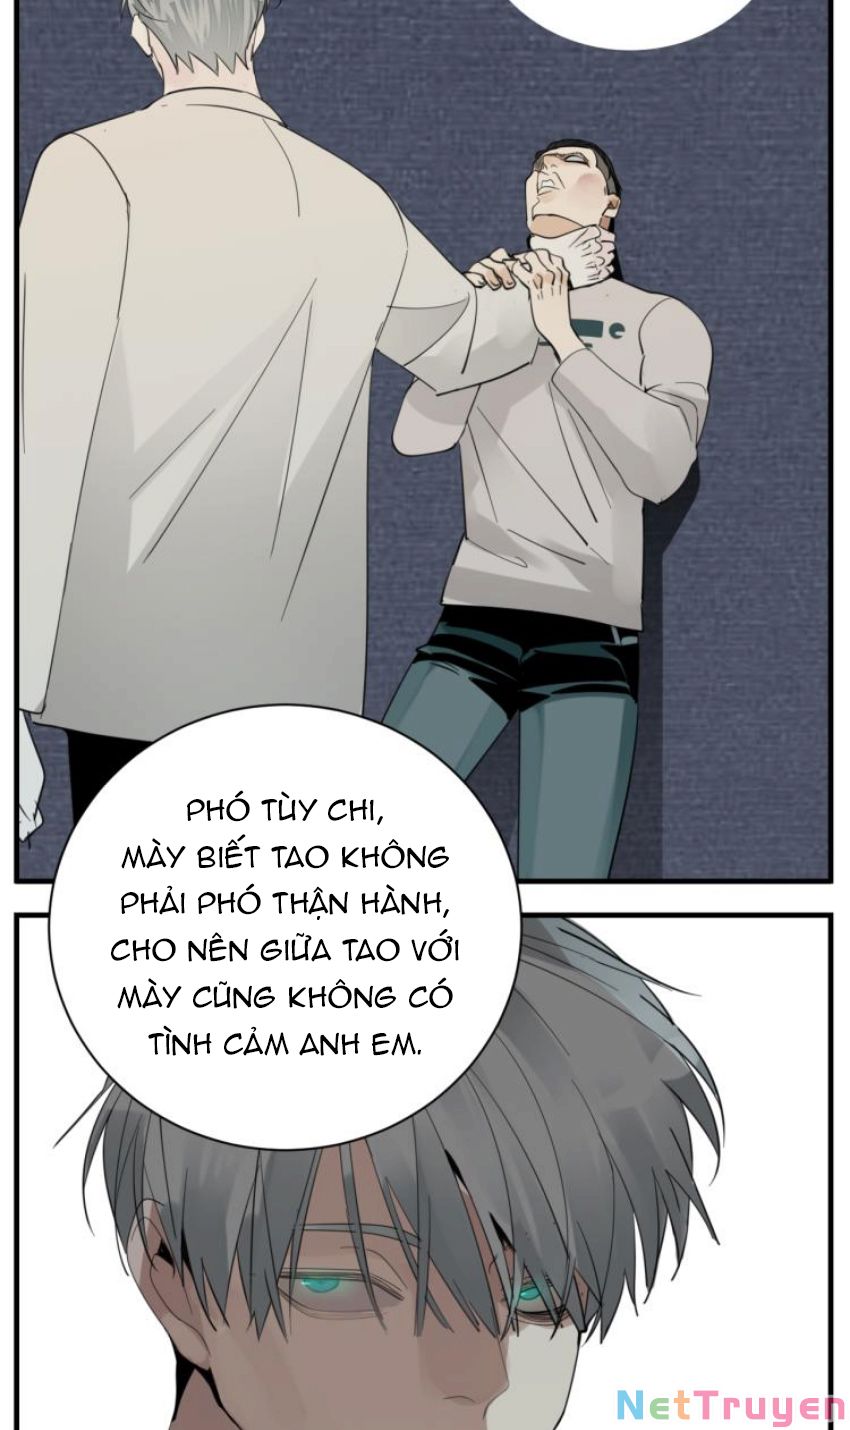 PHÓ TÙY CHI,
MÀY BIẾT TAO KHÔNG
PHẢI PHÓ THẬN HÀNH,
CHO NÊN GIỮA TAO VỚI
MÀY CŨNG KHÔNG CÓ
TÌNH CẢM ANH EM.
NETTRUYEN